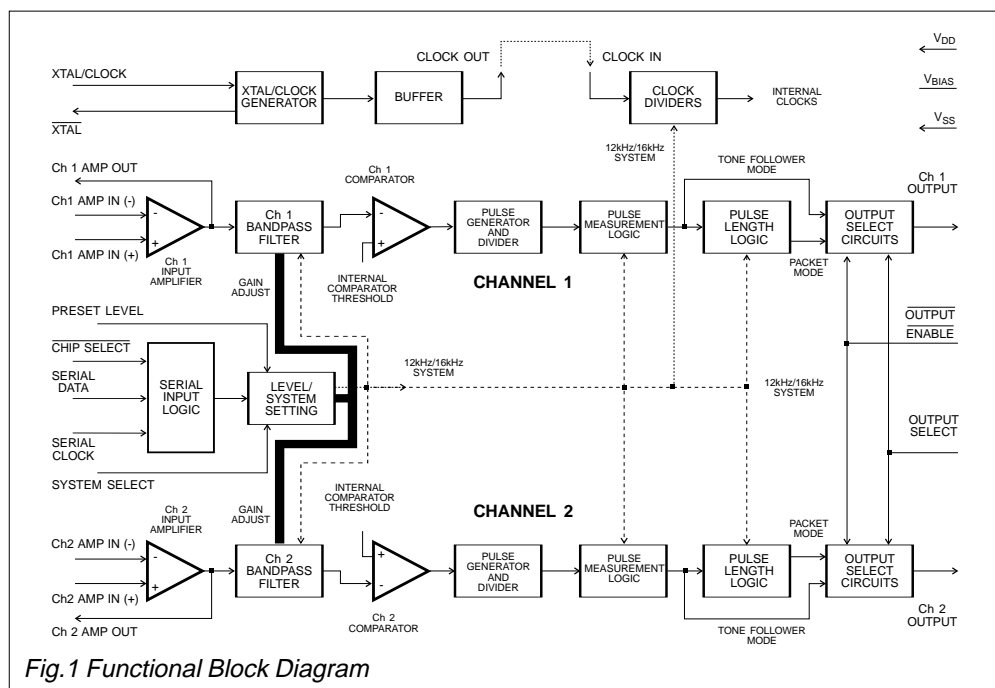 CLOCK OUT
CLOCK IN
VDD
XTAL/CLOCK
XTAL/CLOCK
GENERATOR
BUFFER
CLOCK
DIVIDERS
INTERNAL
CLOCKS
VBIAS
XTAL
VSS
12kHz/16kHz
SYSTEM
Ch 1 AMP OUT
Ch 1
COMPARATOR
TONE FOLLOWER
MODE
Ch 1
OUTPUT
Ch1 AMP IN (-)
-
+
Ch1 AMP IN (+)
Ch 1
INPUT
AMPLIFIER
Ch 1
BANDPASS
FILTER
-
+
PULSE
GENERATOR
AND
DIVIDER
PULSE
MEASUREMENT
LOGIC
PULSE
LENGTH
LOGIC
OUTPUT
SELECT
CIRCUITS
PACKET
MODE
GAIN
ADJUST
INTERNAL
COMPARATOR
THRESHOLD
CHANNEL 1
PRESET LEVEL
OUTPUT
ENABLE
CHIP SELECT
SERIAL
DATA
SERIAL
CLOCK
SERIAL
INPUT
LOGIC
LEVEL/
SYSTEM
SETTING
12kHz/16kHz
SYSTEM
12kHz/16kHz
SYSTEM
OUTPUT
SELECT
SYSTEM SELECT
Ch 2
INPUT
AMPLIFIER
GAIN
ADJUST
INTERNAL
COMPARATOR
THRESHOLD
CHANNEL 2
PACKET
MODE
Ch2 AMP IN (-)
-
+
Ch2 AMP IN (+)
Ch 2
BANDPASS
FILTER
+
-
PULSE
GENERATOR
AND
DIVIDER
PULSE
MEASUREMENT
LOGIC
PULSE
LENGTH
LOGIC
OUTPUT
SELECT
CIRCUITS
Ch 2 AMP OUT
Ch 2
COMPARATOR
TONE FOLLOWER
MODE
Ch 2
OUTPUT
Fig.1 Functional Block Diagram